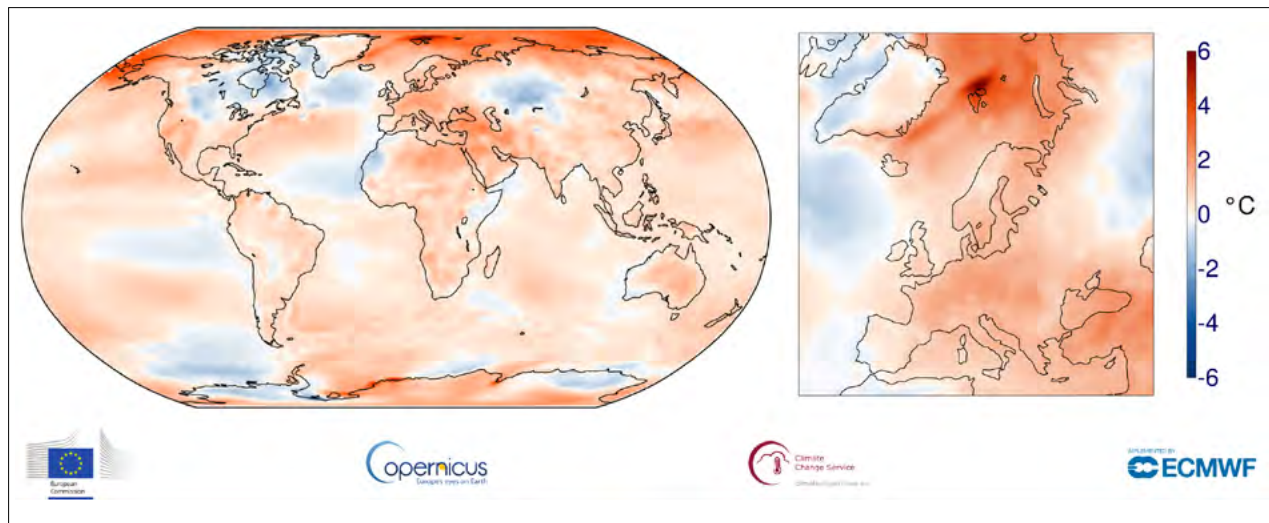 6
4
2
0
-2
-4
-6
°C
European
Commission
opernicus
Europe's eyes on Earth
Climate
Change Service
IMPLEMENTED BY
ECMWF